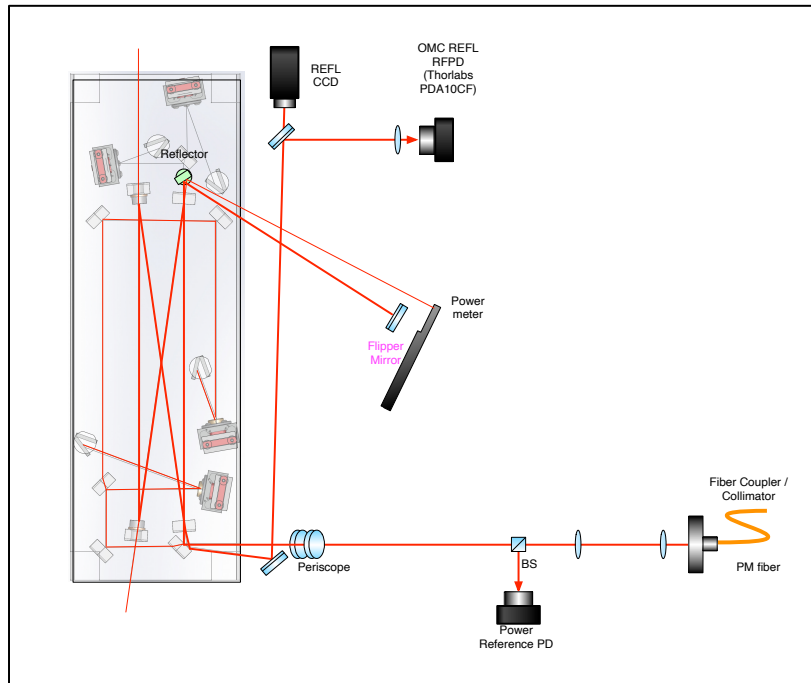 REFL
CCD
OMC REFL
RFPD
(Thorlabs
PDA10CF)
Reflector
Power
meter
Flipper
Mirror
Fiber Coupler /
Collimator
PM fiber
BS
Periscope
Power
Reference PD